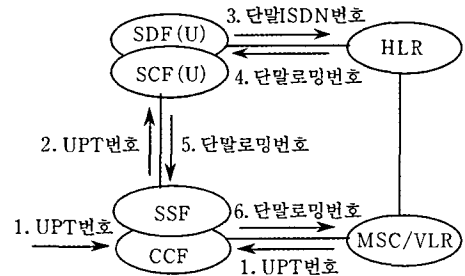 3. 단말ISDN번호
SDF(U)
HLR
SCF(U)
4. 단말로밍번호
2. UPT번호
5. 단말로밍번호
SSF
6. 단말로밍번호
1. UPT번호
CCF
MSC/VLR
1. UPT번호